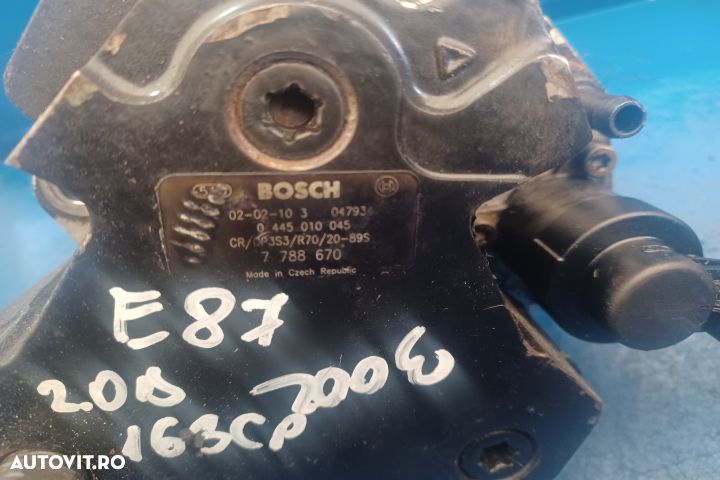 BOSCH
02-02-10 3 04793
0 445 010 045
CR/CP3S3/R70/20-89S
7 788 670
Made in Czech Republic
E87
20D 700E
163CP
AUTOVIT.RO